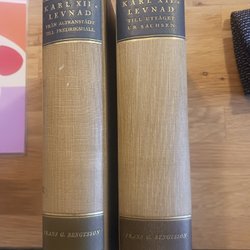 KARL XII:S
LEVNAD
FRÅN ALTRANSTÄDT
TILL FREDRIKSHALL
FRANS G. BENGTSSON
KARL XII:S
LEVNAD
TILL UTTÅGET
UR SACHSEN
FRANS G. BENGTSSON